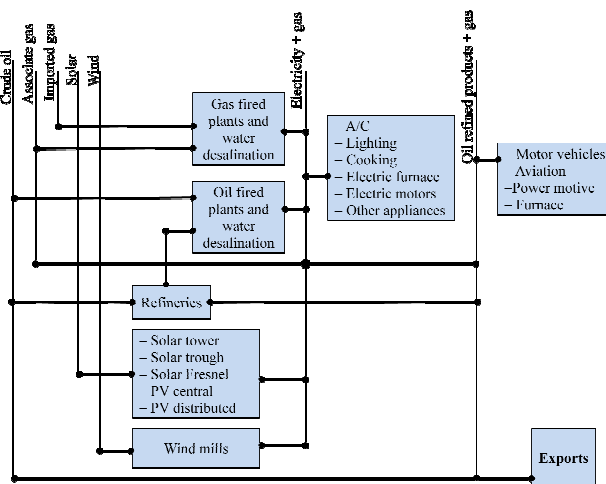 Crude oil
Associate gas
Imported gas
Solar
Wind
Electricity + gas
Oil refined products + gas
Gas fired
plants and
water
desalination
A/C
– Lighting
– Cooking
– Electric furnace
– Electric motors
– Other appliances
Motor vehicles
Aviation
–Power motive
– Furnace
Oil fired
plants and
water
desalination
Refineries
– Solar tower
– Solar trough
– Solar Fresnel
PV central
– PV distributed
Wind mills
Exports